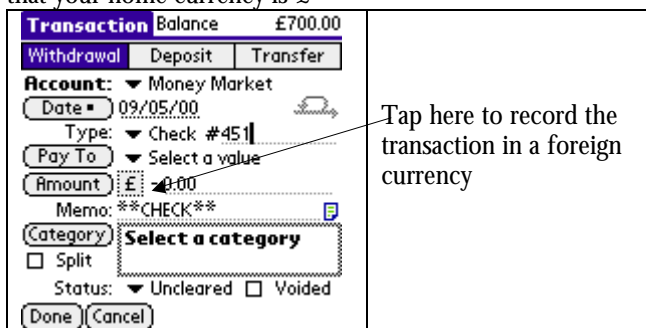 that your home currency is £
Transaction Balance £700.00
Withdrawal Deposit Transfer
Account: Money Market
Date 09/05/00
Type: Check #451
Pay To Select a value
Amount £ -0.00
Memo: **CHECK**
Category Select a category
Split
Status: Uncleared Voided
Done Cancel
Tap here to record the
transaction in a foreign
currency